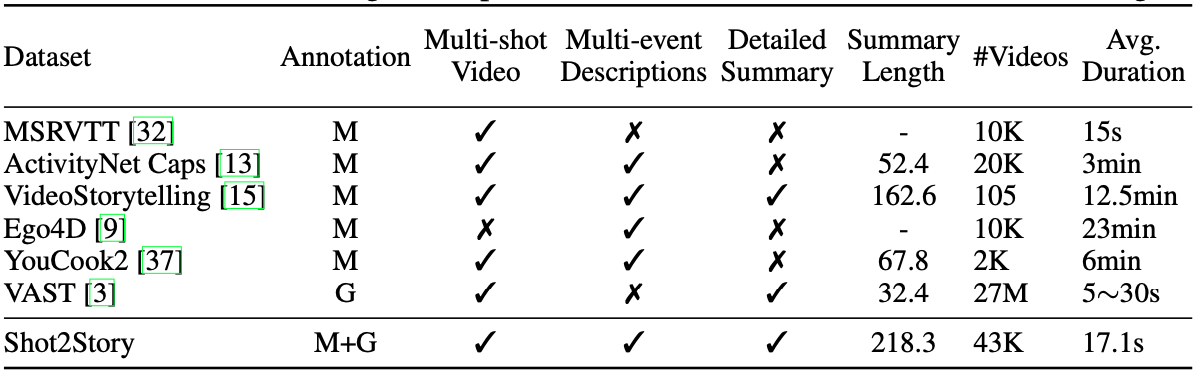 Dataset Annotation Multi-shot Video Multi-event Descriptions Detailed Summary Summary Length #Videos Avg. Duration
MSRVTT [32] M ✓ ✗ ✗ - 10K 15s
ActivityNet Caps [13] M ✓ ✓ ✗ 52.4 20K 3min
VideoStorytelling [15] M ✓ ✓ ✓ 162.6 105 12.5min
Ego4D [9] M ✗ ✓ ✗ - 10K 23min
YouCook2 [37] M ✓ ✓ ✗ 67.8 2K 6min
VAST [3] G ✓ ✗ ✓ 32.4 27M 5∼30s
Shot2Story M+G ✓ ✓ ✓ 218.3 43K 17.1s